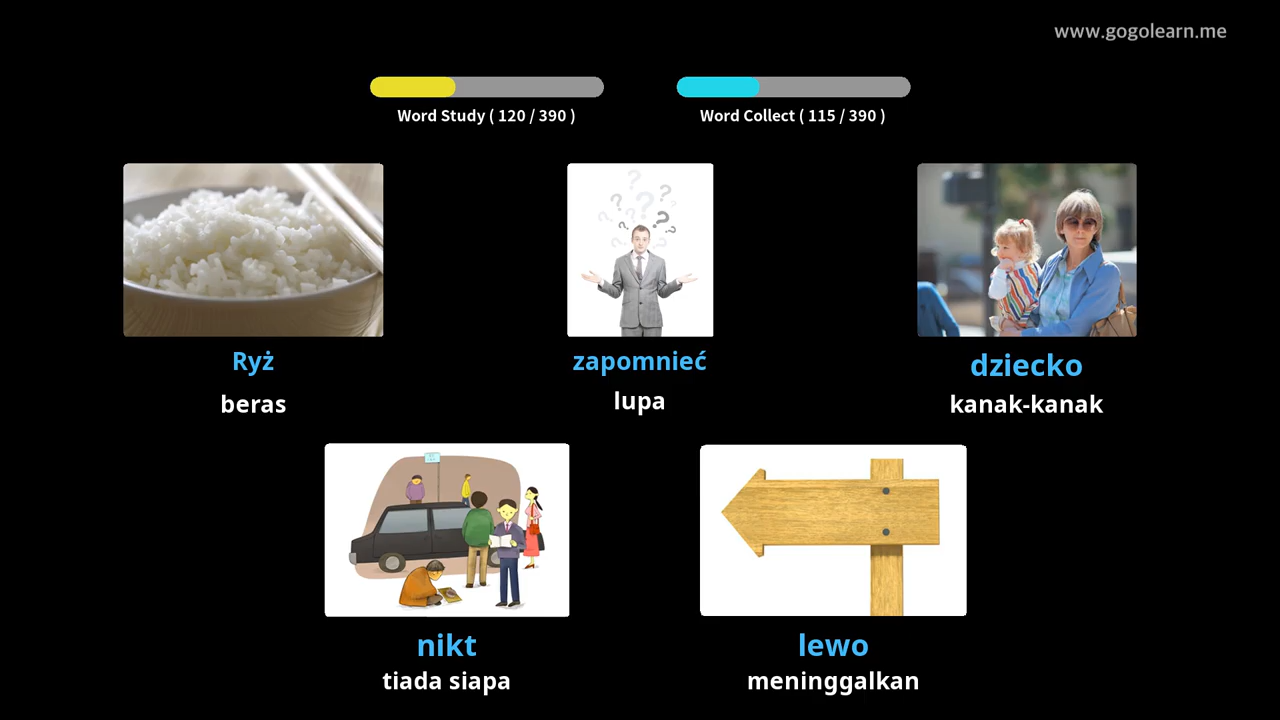 www.gogolearn.me
Word Study ( 120 / 390 )
Word Collect ( 115 / 390 )
Ryż
beras
zapomnieć
lupa
dziecko
kanak-kanak
nikt
tiada siapa
lewo
meninggalkan